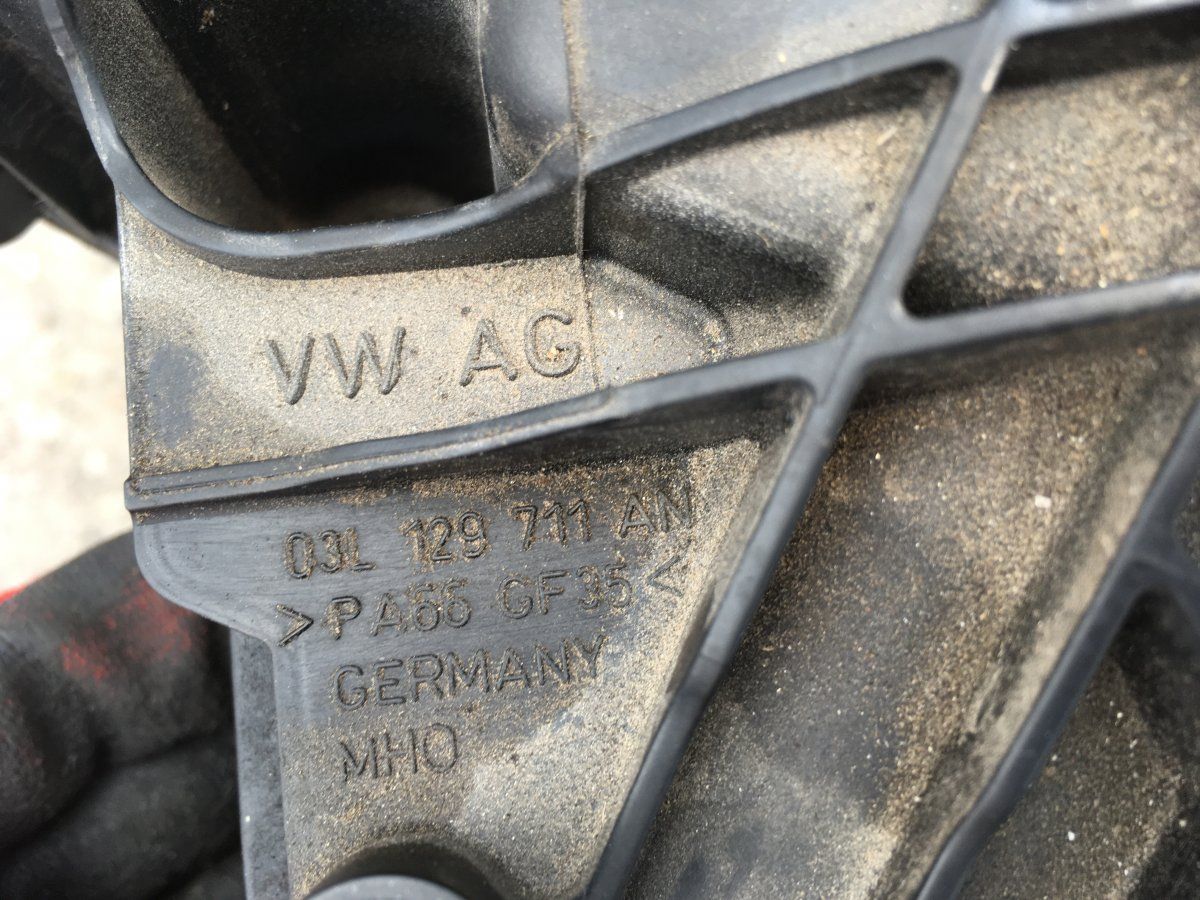 VW AG
03L 129 711 AN
>PA66 GF35<
GERMANY
MHO